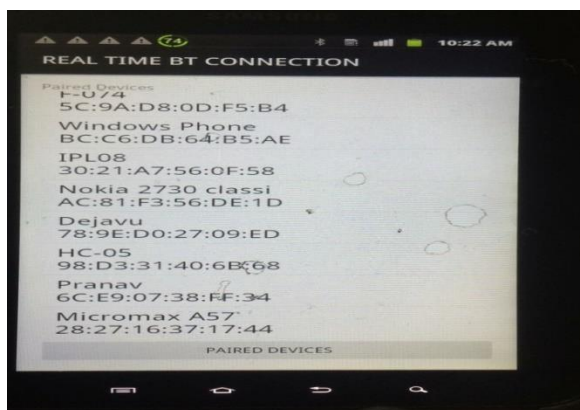 SAMSUNG
74
10:22 AM
REAL TIME BT CONNECTION
Paired Devices
F-074
5C:9A:D8:0D:F5:B4
Windows Phone
BC:C6:DB:64:B5:AE
IPL08
30:21:A7:56:0F:58
Nokia 2730 classi
AC:81:F3:56:DE:1D
Dejavu
78:9E:D0:27:09:ED
HC-05
98:D3:31:40:6B:68
Pranav
6C:E9:07:38:FF:34
Micromax A57
28:27:16:37:17:44
PAIRED DEVICES